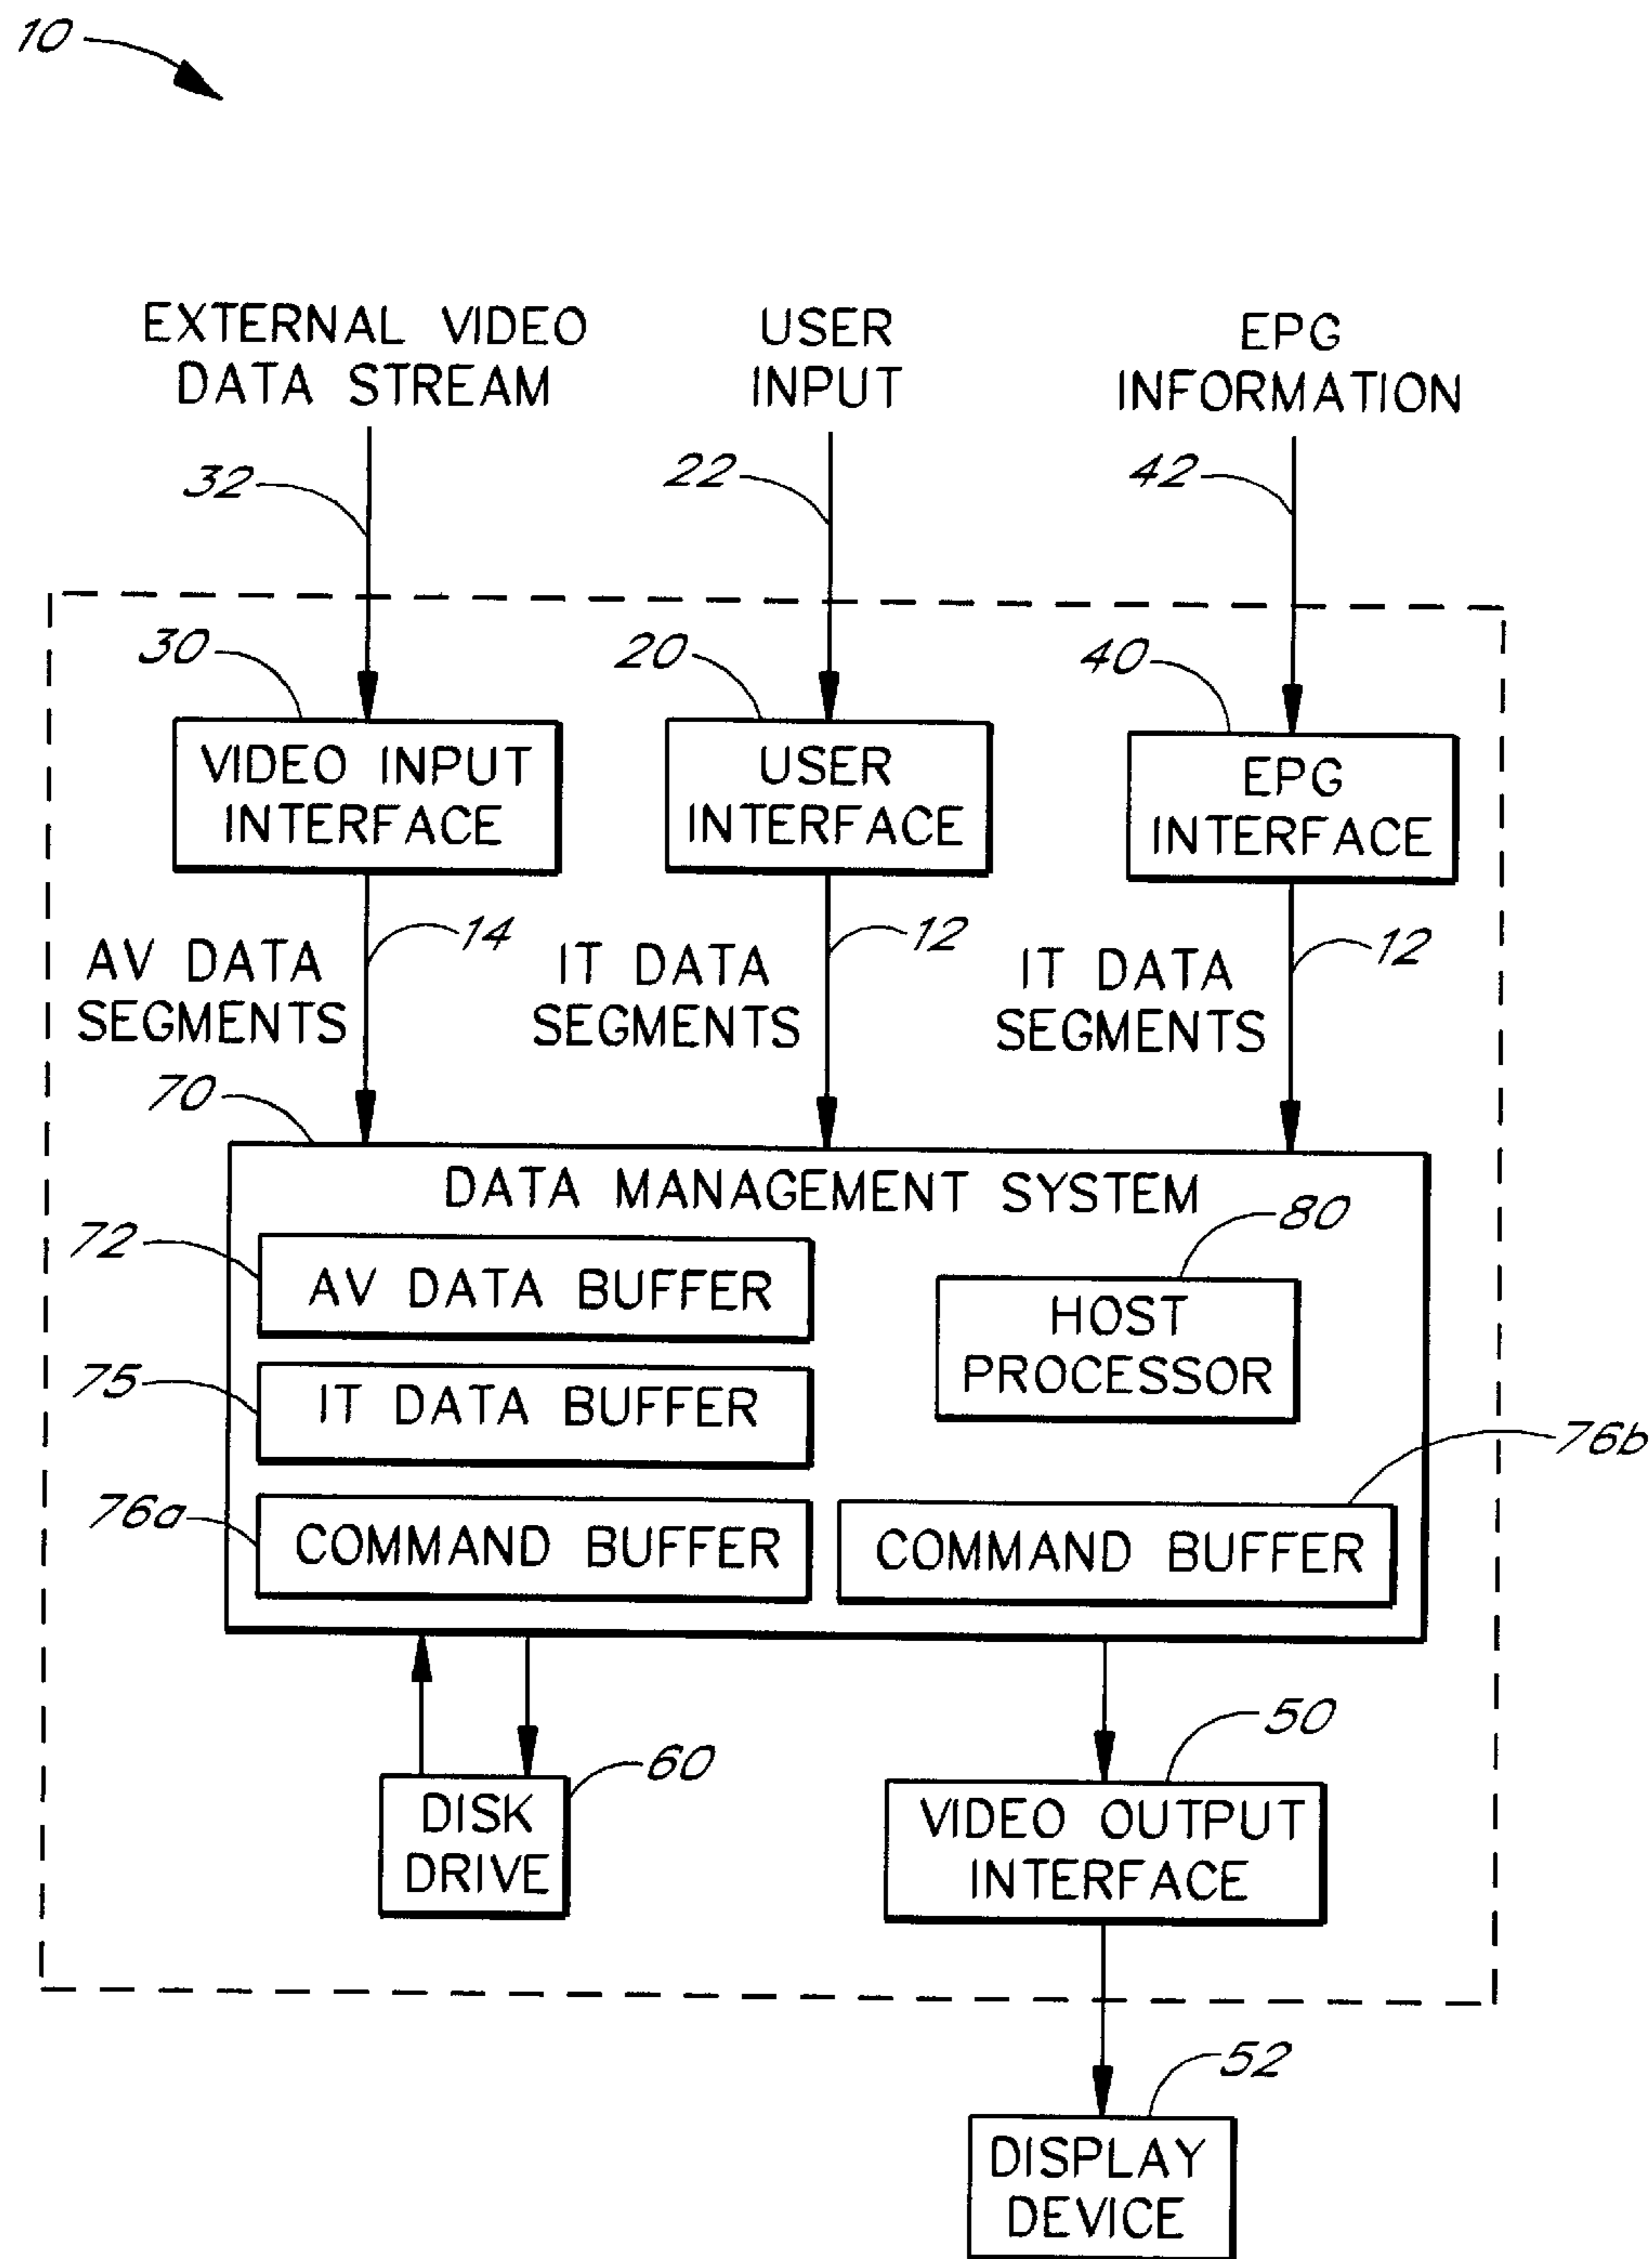 10
EXTERNAL VIDEO
DATA STREAM
USER
INPUT
EPG
INFORMATION
32
22
42
30
20
40
VIDEO INPUT
INTERFACE
USER
INTERFACE
EPG
INTERFACE
14
12
12
AV DATA
SEGMENTS
IT DATA
SEGMENTS
IT DATA
SEGMENTS
70
DATA MANAGEMENT SYSTEM
72
AV DATA BUFFER
80
HOST
PROCESSOR
75
IT DATA BUFFER
76b
76a
COMMAND BUFFER
COMMAND BUFFER
60
50
DISK
DRIVE
VIDEO OUTPUT
INTERFACE
52
DISPLAY
DEVICE